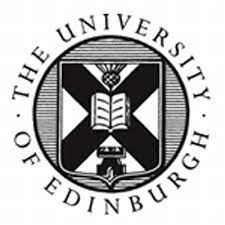 · THE UNIVERSITY ·
OF EDINBURGH